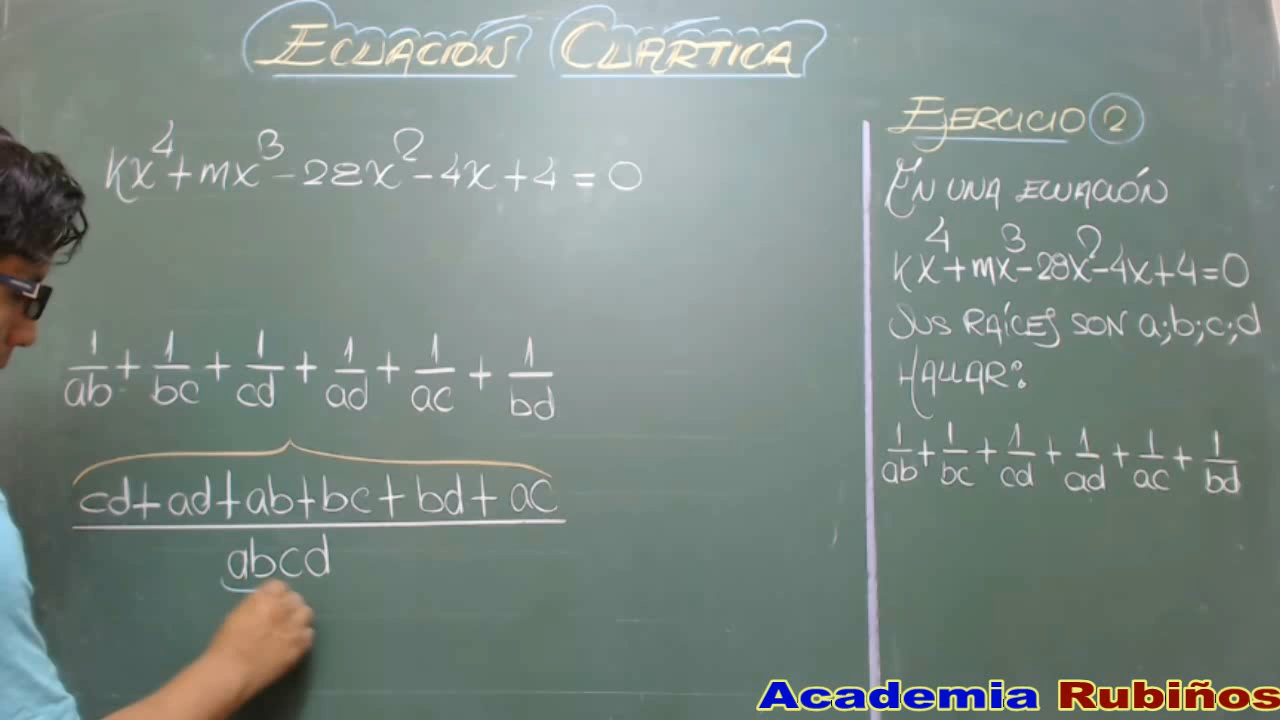 ECUACIÓN CUÁRTICA
kx⁴+mx³-28x²-4x+4=0
1/ab + 1/bc + 1/cd + 1/ad + 1/ac + 1/bd
cd+ad+ab+bc+bd+ac
abcd
EJERCICIO 2
EN UNA ECUACIÓN
kx⁴+mx³-28x²-4x+4=0
SUS RAÍCES SON a;b;c;d
HALLAR:
1/ab + 1/bc + 1/cd + 1/ad + 1/ac + 1/bd
Academia Rubiños